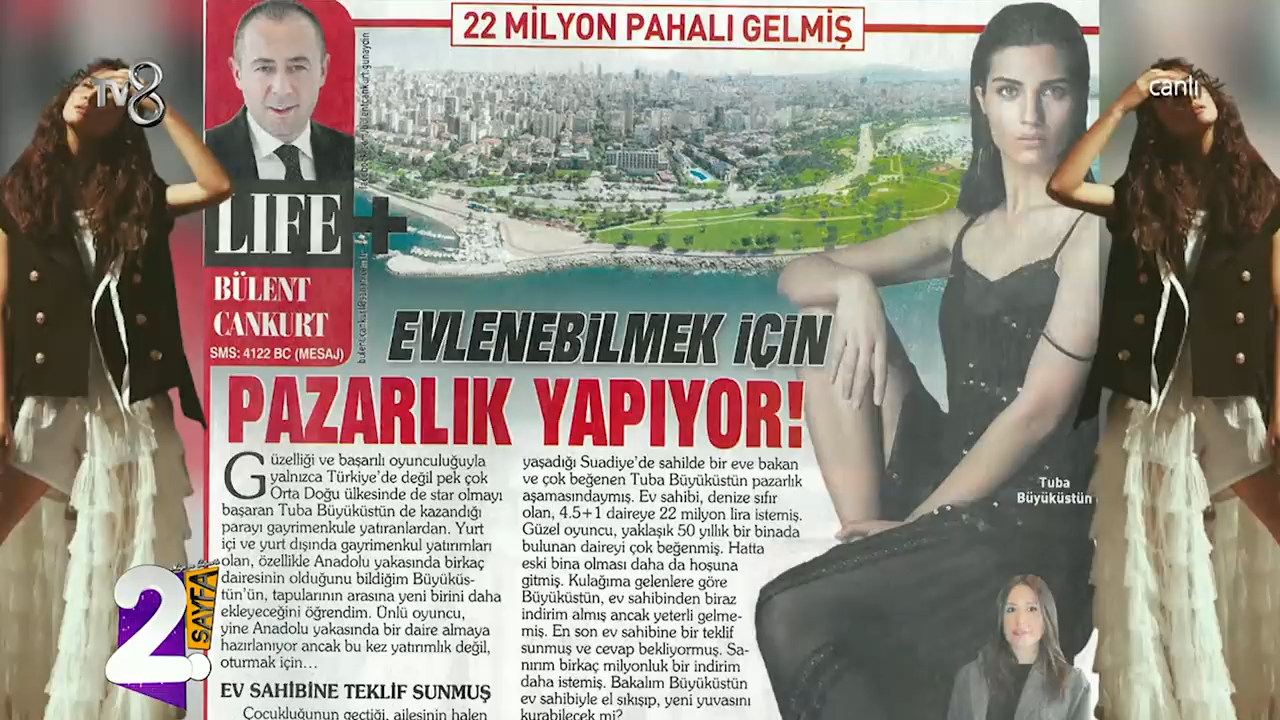 tv8
canlı
22 MİLYON PAHALI GELMİŞ
LIFE+
BÜLENT
CANKURT
SMS: 4122 BC (MESAJ)
EVLENEBİLMEK İÇİN
PAZARLIK YAPIYOR!
Güzelliği ve başarılı oyunculuğuyla
yalnızca Türkiye'de değil pek çok
Orta Doğu ülkesinde de star olmayı
başaran Tuba Büyüküstün de kazandığı
parayı gayrimenkule yatıranlardan. Yurt
içi ve yurt dışında gayrimenkul yatırımları
olan, özellikle Anadolu yakasında birkaç
dairesinin olduğunu bildiğim Büyüküs-
tün'ün, tapularının arasına yeni birini daha
ekleyeceğini öğrendim. Ünlü oyuncu,
yine Anadolu yakasında bir daire almaya
hazırlanıyor ancak bu kez yatırımlık değil,
oturmak için...
EV SAHİBİNE TEKLİF SUNMUŞ
Çocukluğunun geçtiği, ailesinin halen
yaşadığı Suadiye'de sahilde bir eve bakan
ve çok beğenen Tuba Büyüküstün pazarlık
aşamasındaymış. Ev sahibi, denize sıfır
olan, 4.5+1 daireye 22 milyon lira istemiş.
Güzel oyuncu, yaklaşık 50 yıllık bir binada
bulunan daireyi çok beğenmiş. Hatta
eski bina olması daha da hoşuna
gitmiş. Kulağıma gelenlere göre
Büyüküstün, ev sahibinden biraz
indirim almış ancak yeterli gelme-
miş. En son ev sahibine bir teklif
sunmuş ve cevap bekliyormuş. Sa-
nırım birkaç milyonluk bir indirim
daha istemiş. Bakalım Büyüküstün
ev sahibiyle el sıkışıp, yeni yuvasını
kurabilecek mi?
Tuba
Büyüküstün
2.
SAYFA